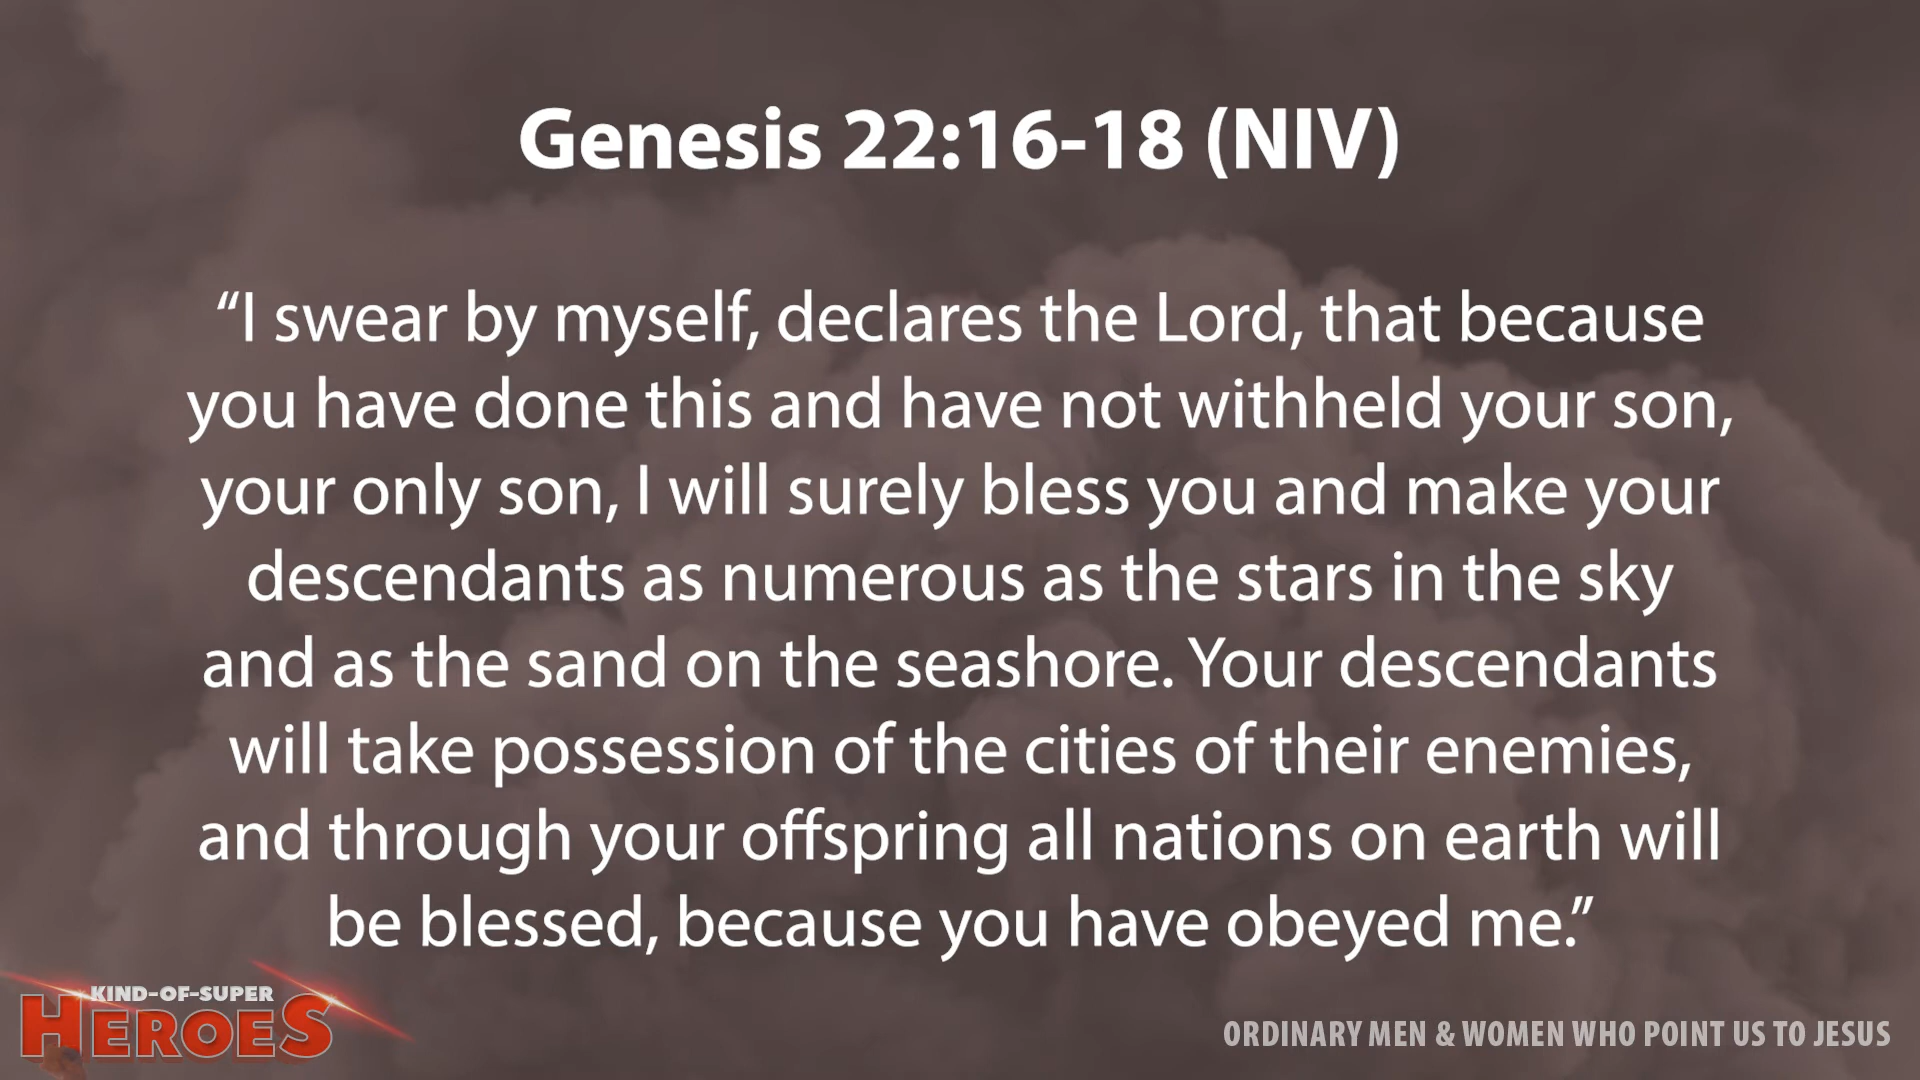 Genesis 22:16-18 (NIV)
“I swear by myself, declares the Lord, that because
you have done this and have not withheld your son,
your only son, I will surely bless you and make your
descendants as numerous as the stars in the sky
and as the sand on the seashore. Your descendants
will take possession of the cities of their enemies,
and through your offspring all nations on earth will
be blessed, because you have obeyed me.”
KIND-OF-SUPER
HEROES
ORDINARY MEN & WOMEN WHO POINT US TO JESUS